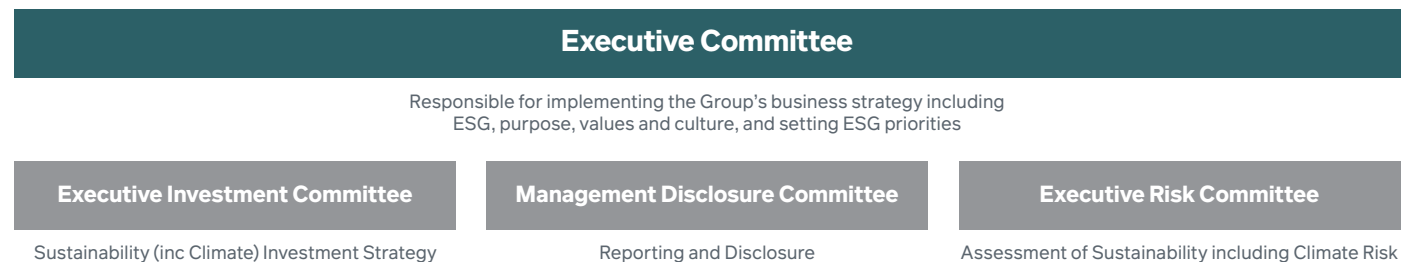 Executive Committee
Responsible for implementing the Group’s business strategy including
ESG, purpose, values and culture, and setting ESG priorities
Executive Investment Committee
Sustainability (inc Climate) Investment Strategy
Management Disclosure Committee
Reporting and Disclosure
Executive Risk Committee
Assessment of Sustainability including Climate Risk